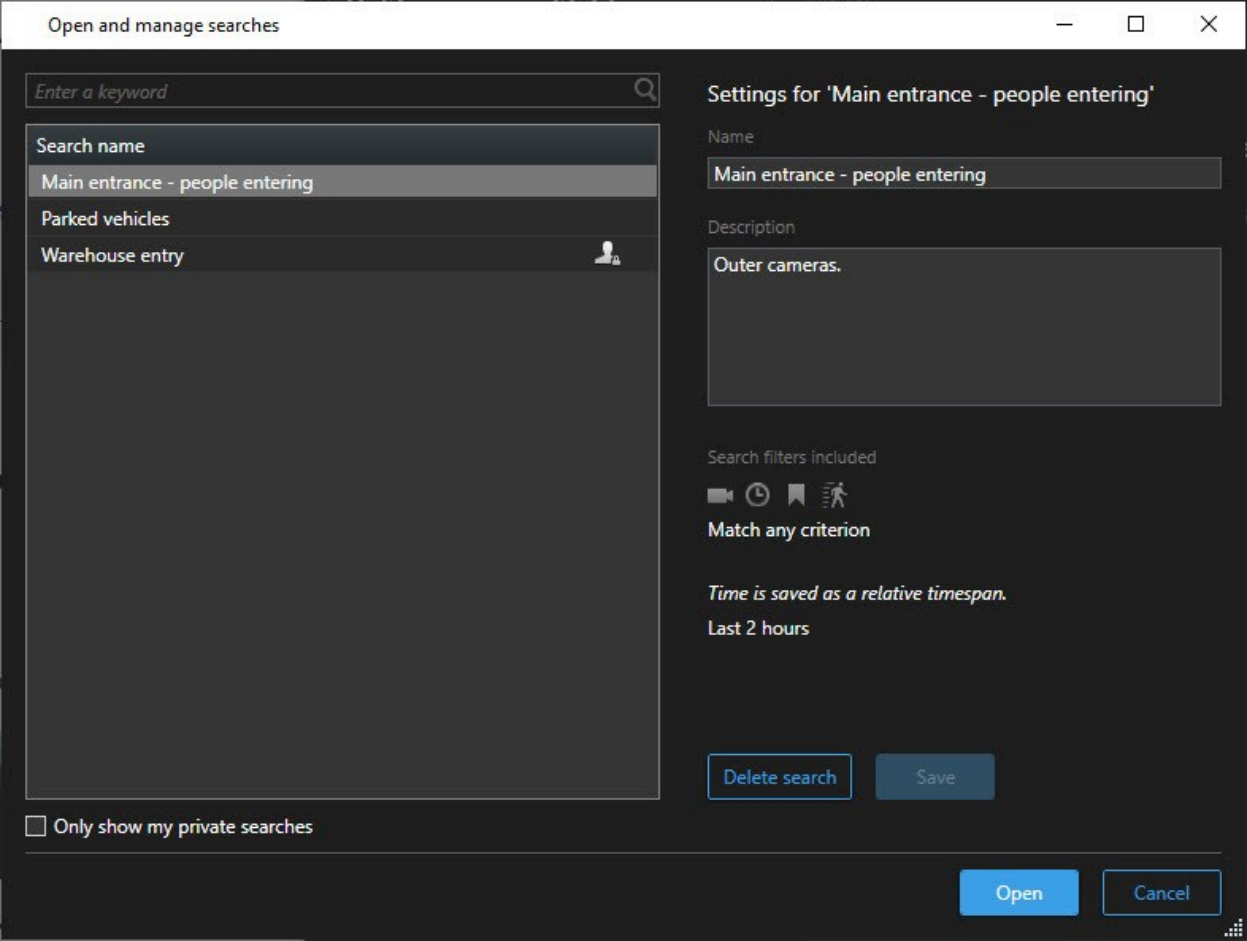 Open and manage searches
Enter a keyword
Search name
Main entrance - people entering
Parked vehicles
Warehouse entry
Only show my private searches
Settings for 'Main entrance - people entering'
Name
Main entrance - people entering
Description
Outer cameras.
Search filters included
Match any criterion
Time is saved as a relative timespan.
Last 2 hours
Delete search
Save
Open
Cancel